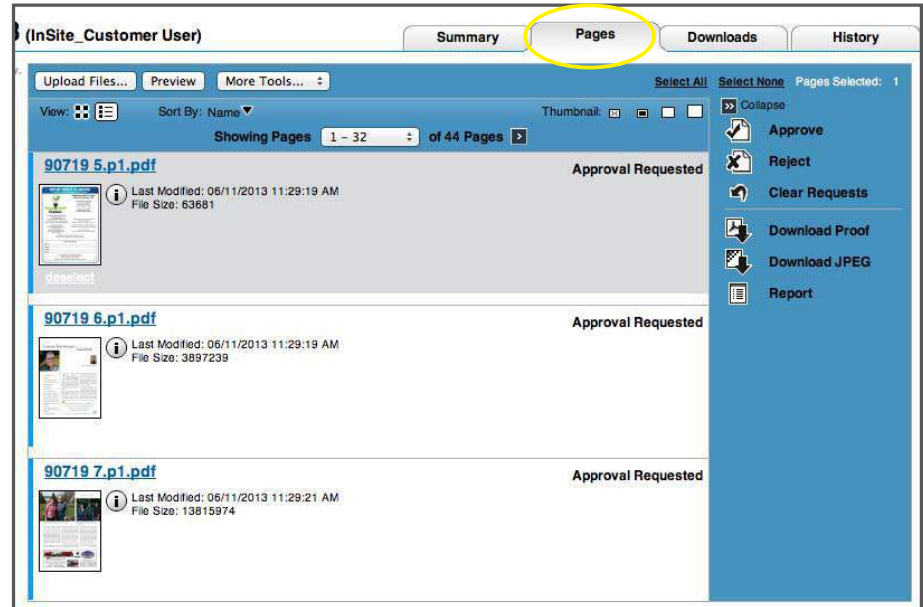 (InSite_Customer User)
Summary
Pages
Downloads
History
Upload Files...
Preview
More Tools...
Select All
Select None
Pages Selected: 1
View:
Sort By: Name
Thumbnail:
Collapse
Showing Pages 1 – 32 of 44 Pages
Approve
Reject
Clear Requests
Download Proof
Download JPEG
Report
90719 5.p1.pdf
Approval Requested
Last Modified: 06/11/2013 11:29:19 AM
File Size: 63681
deselect
90719 6.p1.pdf
Approval Requested
Last Modified: 06/11/2013 11:29:19 AM
File Size: 3897239
90719 7.p1.pdf
Approval Requested
Last Modified: 06/11/2013 11:29:21 AM
File Size: 13815974